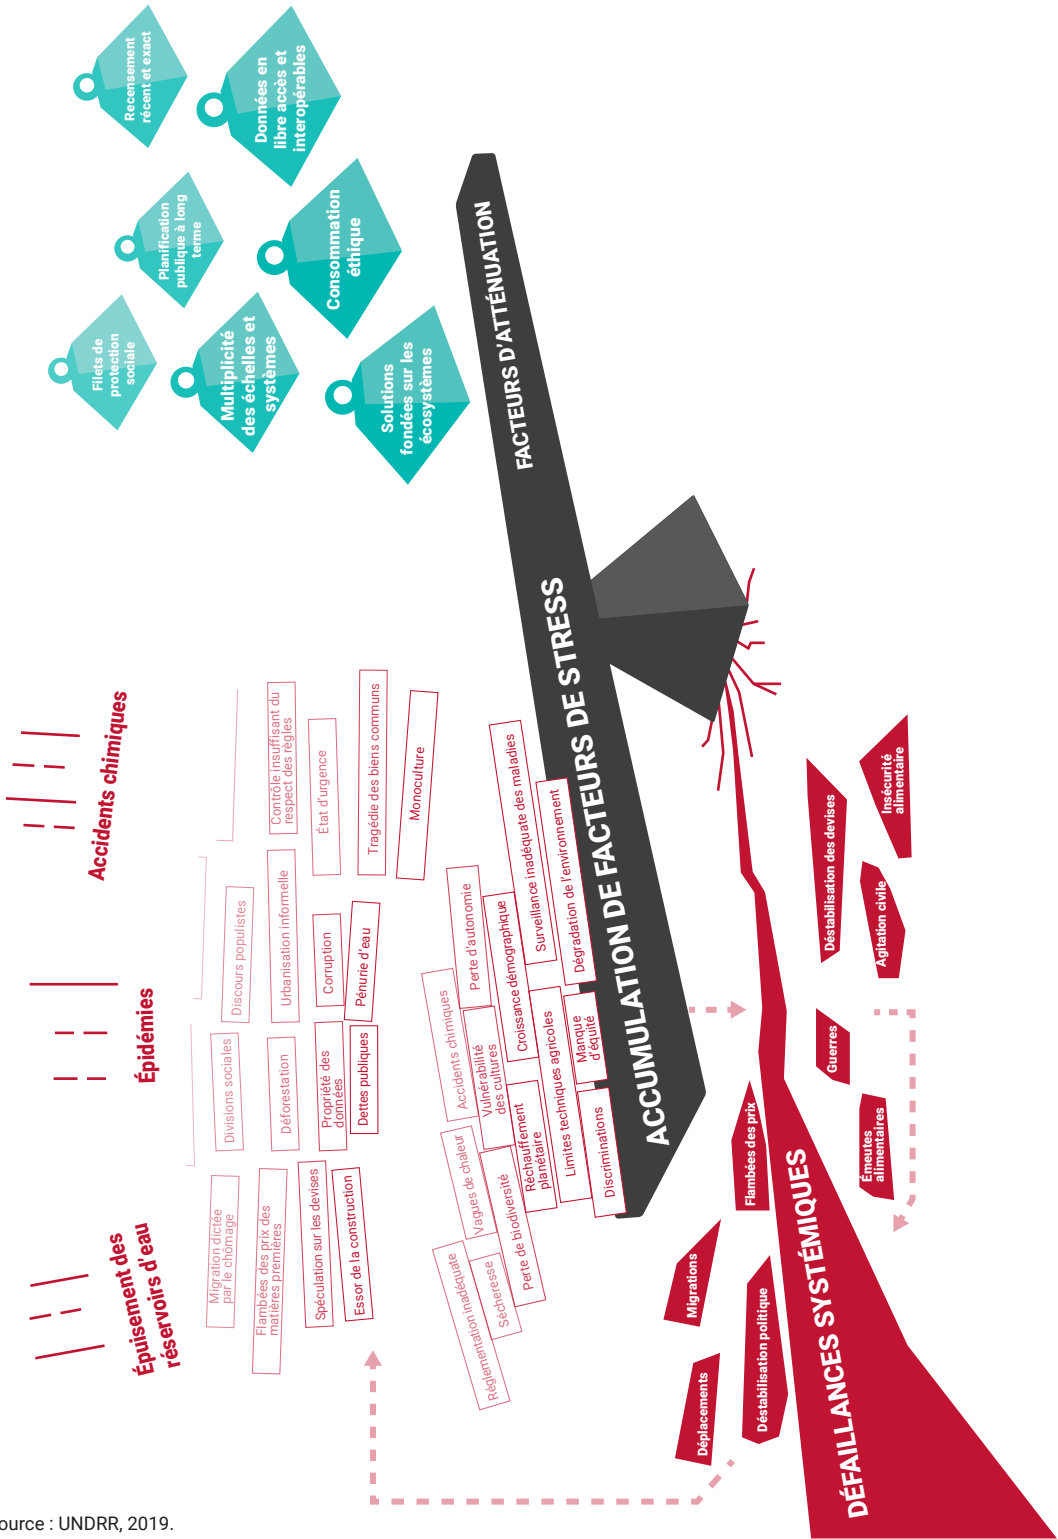 Épuisement des
réservoirs d'eau
Épidémies
Accidents chimiques
Migration dictée
par le chômage
Divisions sociales
Discours populistes
Flambées des prix des
matières premières
Déforestation
Urbanisation informelle
Contrôle insuffisant du
respect des règles
Spéculation sur les devises
Propriété des
données
Corruption
État d'urgence
Essor de la construction
Dettes publiques
Pénurie d'eau
Tragédie des biens communs
Monoculture
Réglementation inadéquate
Vagues de chaleur
Accidents chimiques
Perte d'autonomie
Sécheresse
Vulnérabilité
des cultures
Croissance démographique
Surveillance inadéquate des maladies
Perte de biodiversité
Réchauffement
planétaire
Limites techniques agricoles
Manque
d'équité
Dégradation de l'environnement
Discriminations
Filets de
protection
sociale
Planification
publique à long
terme
Recensement
récent et exact
Multiplicité
des échelles et
systèmes
Données en
libre accès et
interopérables
Consommation
éthique
Solutions
fondées sur les
écosystèmes
ACCUMULATION DE FACTEURS DE STRESS
FACTEURS D'ATTÉNUATION
Déplacements
Migrations
Flambées des prix
Déstabilisation politique
DÉFAILLANCES SYSTÉMIQUES
Guerres
Déstabilisation des devises
Émeutes
alimentaires
Agitation civile
Insécurité
alimentaire
ource : UNDRR, 2019.